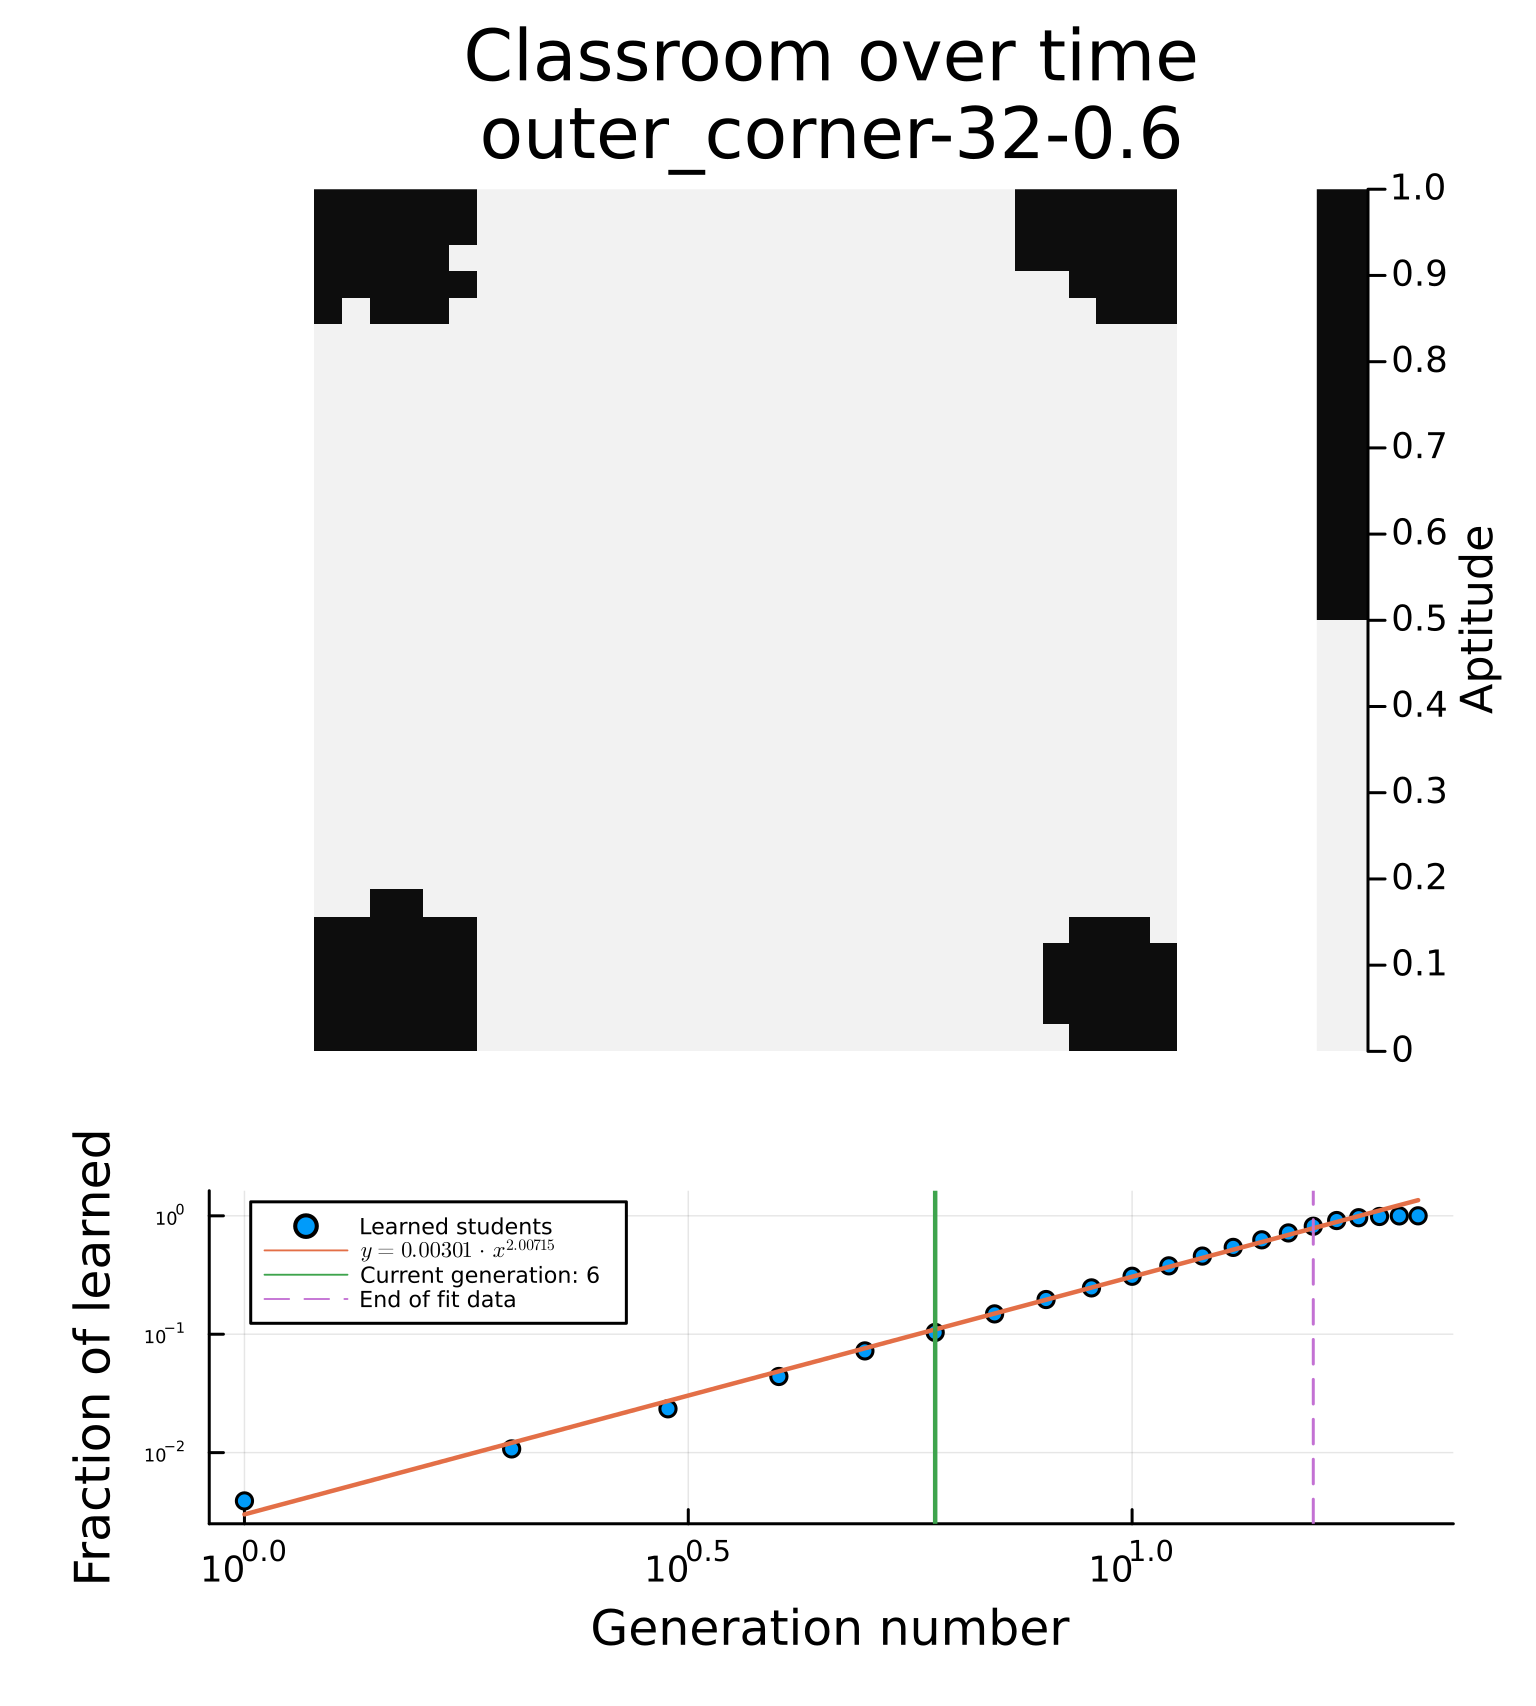 Classroom over time
outer_corner-32-0.6
1.0
0.9
0.8
0.7
0.6
0.5
0.4
0.3
0.2
0.1
0
Aptitude
Fraction of learned
10⁰
10⁻¹
10⁻²
Learned students
y = 0.00301 · x^{2.00715}
Current generation: 6
End of fit data
10^{0.0}
10^{0.5}
10^{1.0}
Generation number